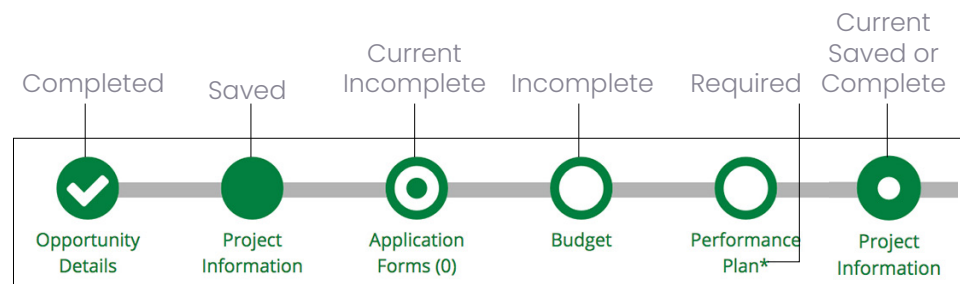 Completed
Saved
Current
Incomplete
Incomplete
Required
Current
Saved or
Complete
Opportunity
Details
Project
Information
Application
Forms (0)
Budget
Performance
Plan*
Project
Information